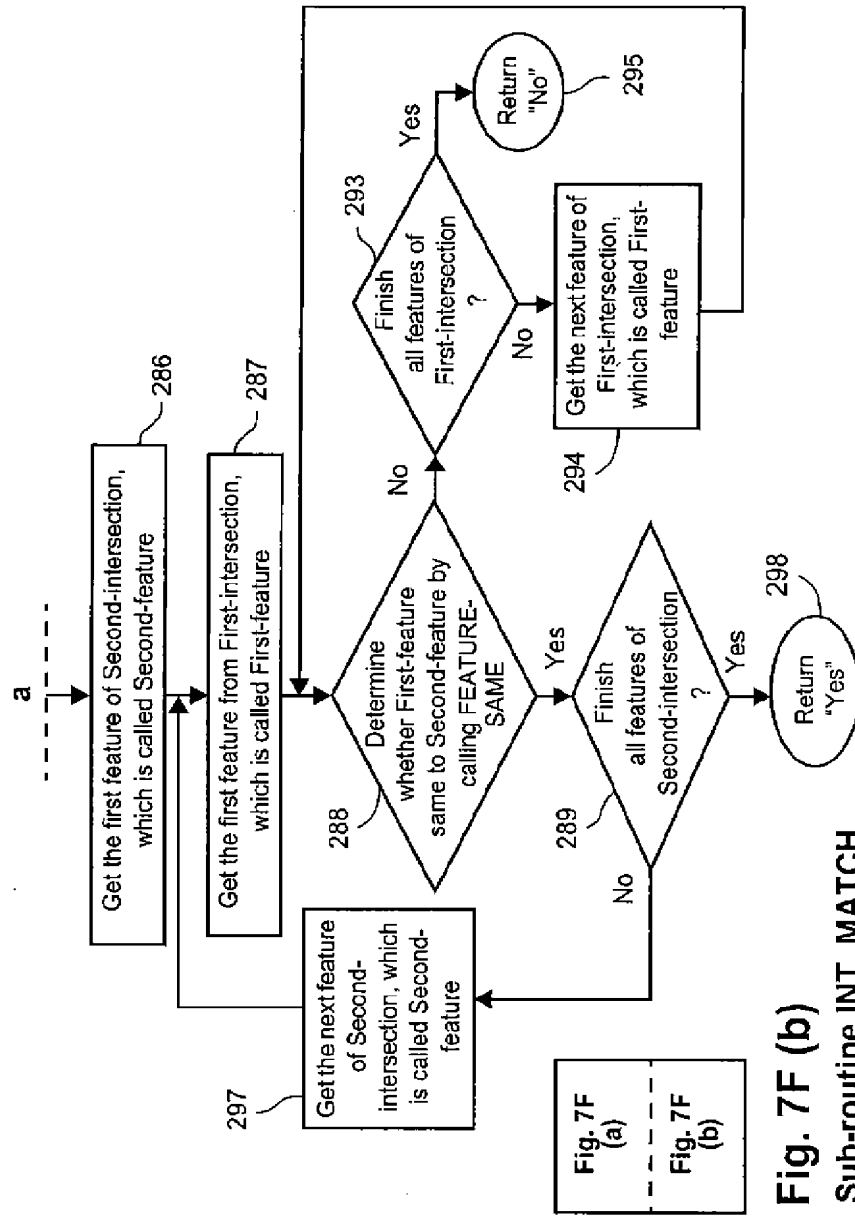 a
Get the first feature of Second-intersection,
which is called Second-feature
286
Get the first feature from First-intersection,
which is called First-feature
287
Determine
whether First-feature
same to Second-feature by
calling FEATURE-
SAME
288
No
Yes
Finish
all features of
First-intersection
?
293
Yes
No
Return
"No"
295
Get the next feature of
First-intersection,
which is called First-
feature
294
Finish
all features of
Second-intersection
?
289
No
Yes
Return
"Yes"
298
Get the next feature
of Second-
intersection, which
is called Second-
feature
297
Fig. 7F
(a)
Fig. 7F
(b)
Fig. 7F (b)
Sub-routine INT_MATCH